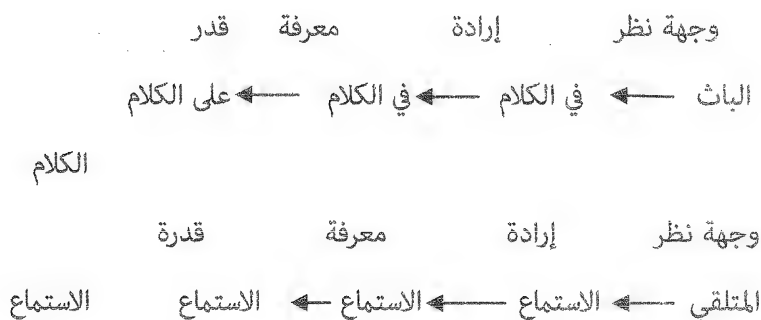 وجهة نظر إرادة معرفة قدر
الباث ← في الكلام ← في الكلام ← على الكلام
الكلام
وجهة نظر إرادة معرفة قدرة
المتلقي ← الاستماع ← الاستماع ← الاستماع الاستماع